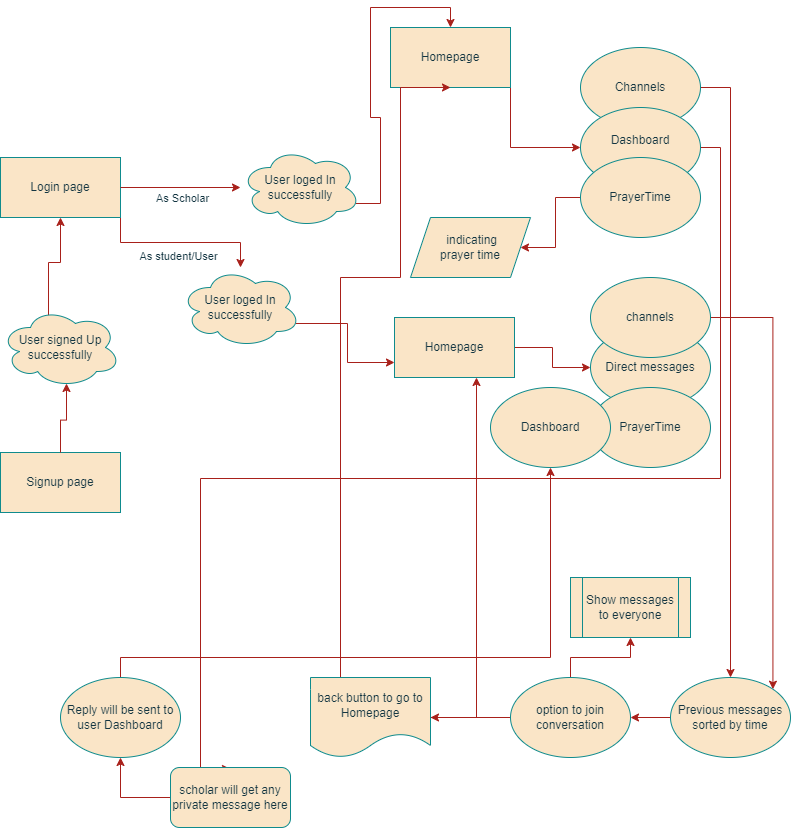 Homepage
Channels
Dashboard
PrayerTime
Login page
As Scholar
User loged In
successfully
indicating
prayer time
As student/User
User loged In
successfully
channels
Direct messages
Homepage
User signed Up
successfully
Dashboard
PrayerTime
Signup page
Show messages
to everyone
Reply will be sent to
user Dashboard
back button to go to
Homepage
option to join
conversation
Previous messages
sorted by time
scholar will get any
private message here